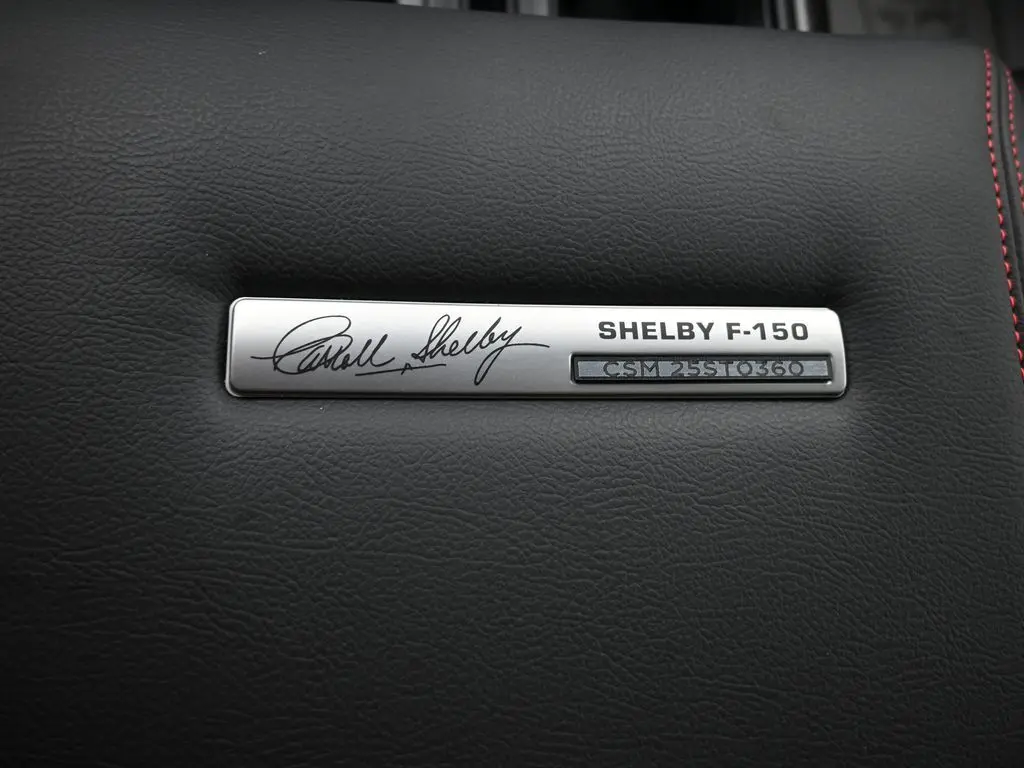 Carroll Shelby
SHELBY F-150
CSM 25ST0360